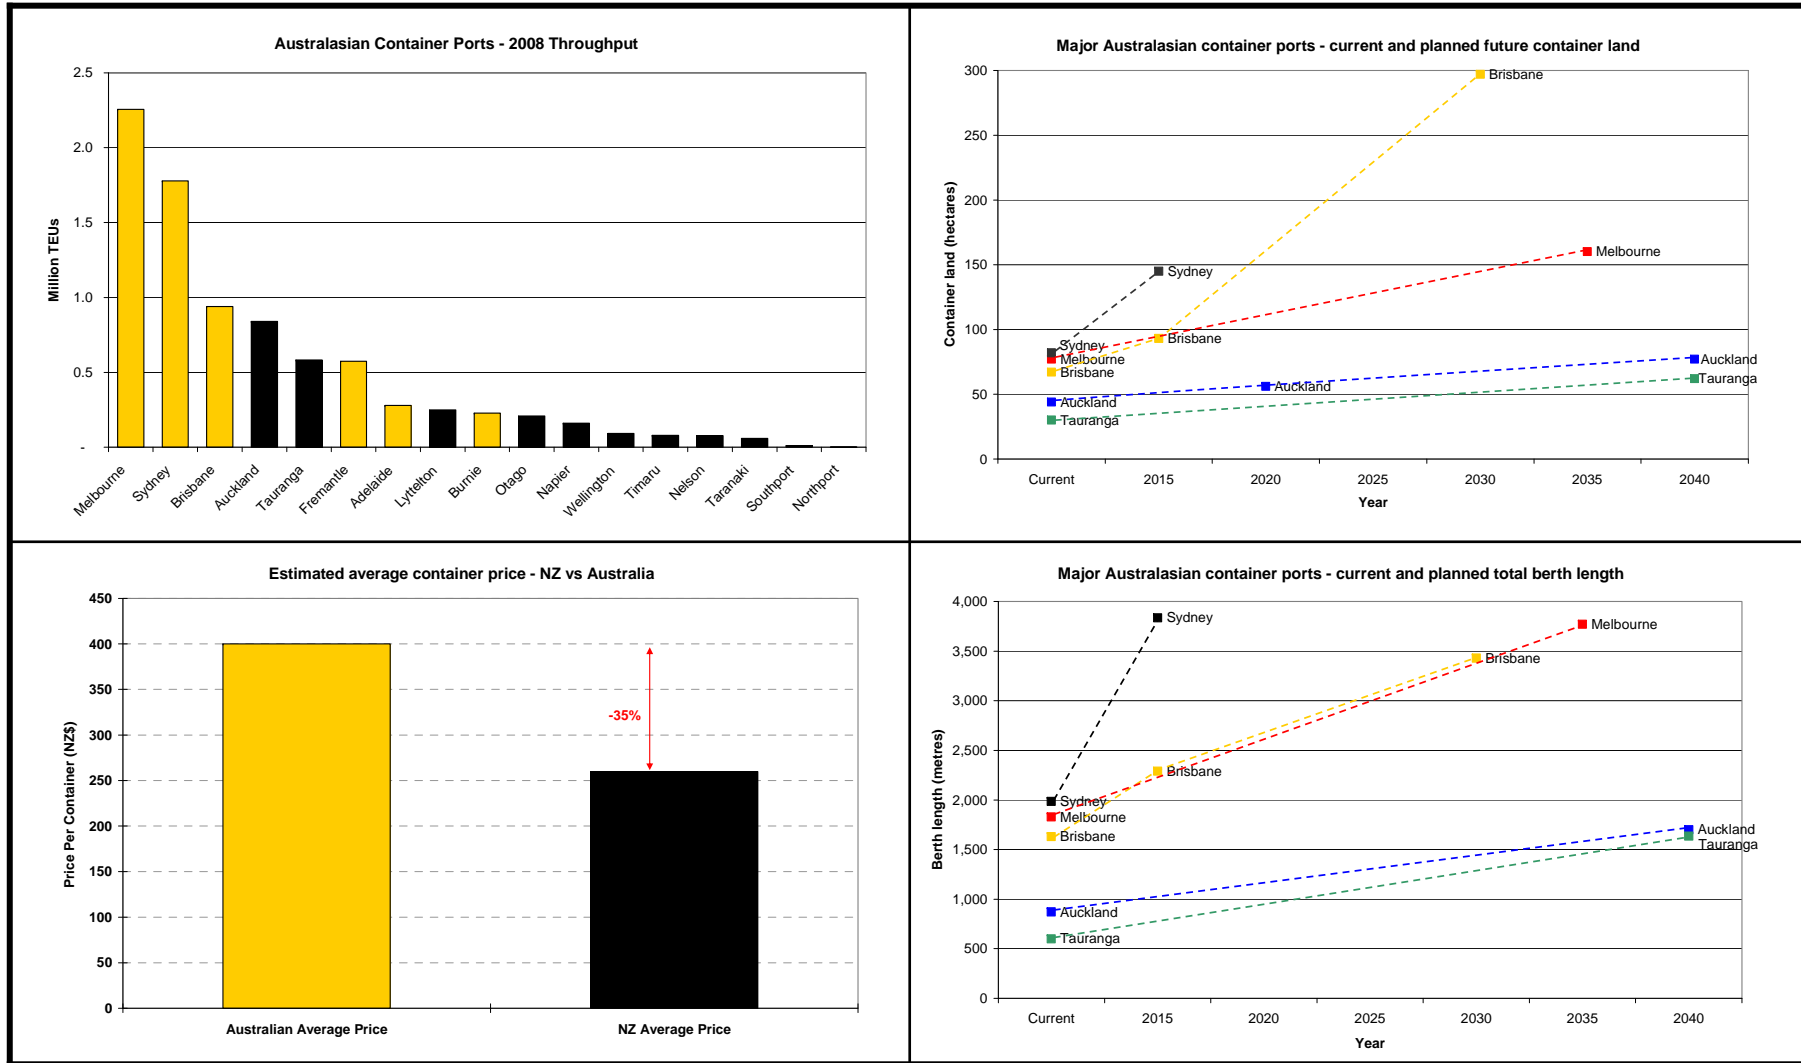 Australasian Container Ports - 2008 Throughput
Million TEUs
2.5
2.0
1.5
1.0
0.5
-
Melbourne
Sydney
Brisbane
Auckland
Tauranga
Fremantle
Adelaide
Lyttelton
Burnie
Otago
Napier
Wellington
Timaru
Nelson
Taranaki
Southport
Northport
Major Australasian container ports - current and planned future container land
Container land (hectares)
300
250
200
150
100
50
0
Brisbane
Melbourne
Sydney
Brisbane
Sydney
Melbourne
Brisbane
Auckland
Auckland
Auckland
Tauranga
Tauranga
Current 2015 2020 2025 2030 2035 2040
Year
Estimated average container price - NZ vs Australia
Price Per Container (NZ$)
450
400
350
300
250
200
150
100
50
0
-35%
Australian Average Price NZ Average Price
Major Australasian container ports - current and planned total berth length
Berth length (metres)
4,000
3,500
3,000
2,500
2,000
1,500
1,000
500
0
Sydney
Melbourne
Brisbane
Brisbane
Sydney
Melbourne
Brisbane
Auckland
Tauranga
Auckland
Tauranga
Current 2015 2020 2025 2030 2035 2040
Year